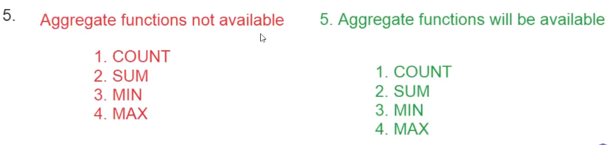 5. Aggregate functions not available
1. COUNT
2. SUM
3. MIN
4. MAX
5. Aggregate functions will be available
1. COUNT
2. SUM
3. MIN
4. MAX